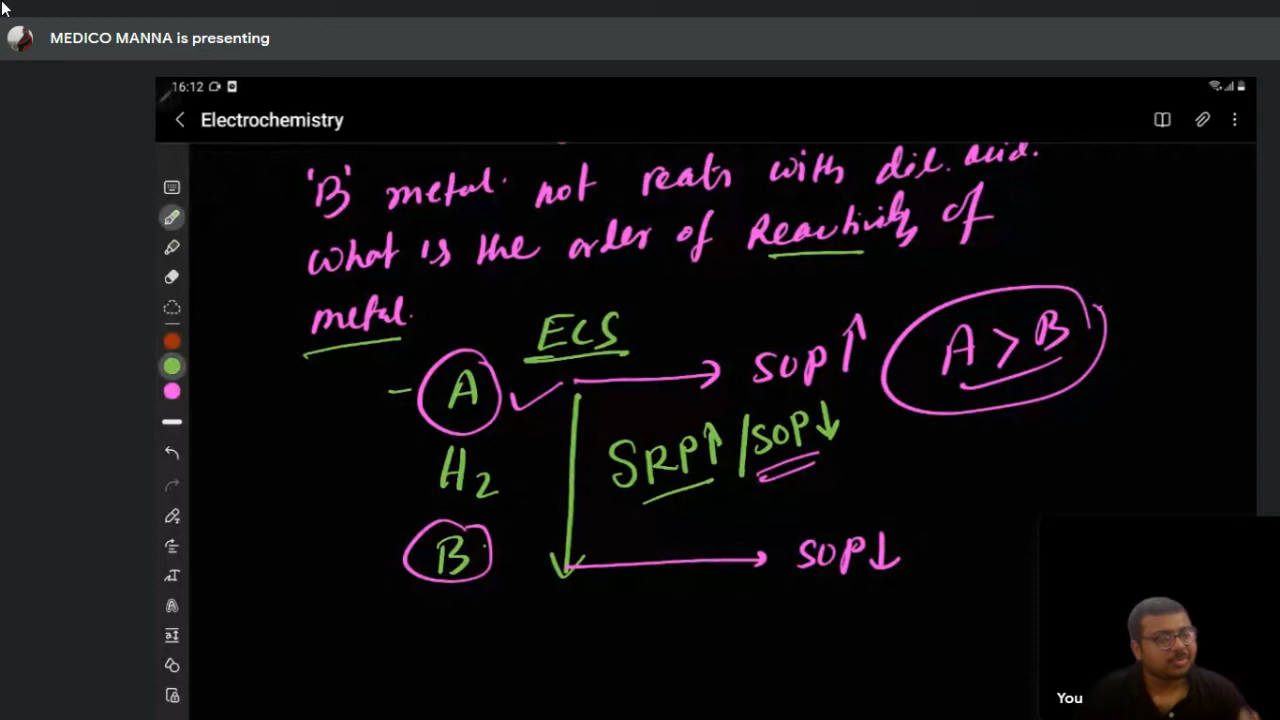 MEDICO MANNA is presenting
16:12
Electrochemistry
'B' metal not reats with dil. acid.
what is the order of Reactivity of
metal.
ECS
- A SOP↑ A > B
SRP↑ / SOP↓
H2
B SOP↓
You